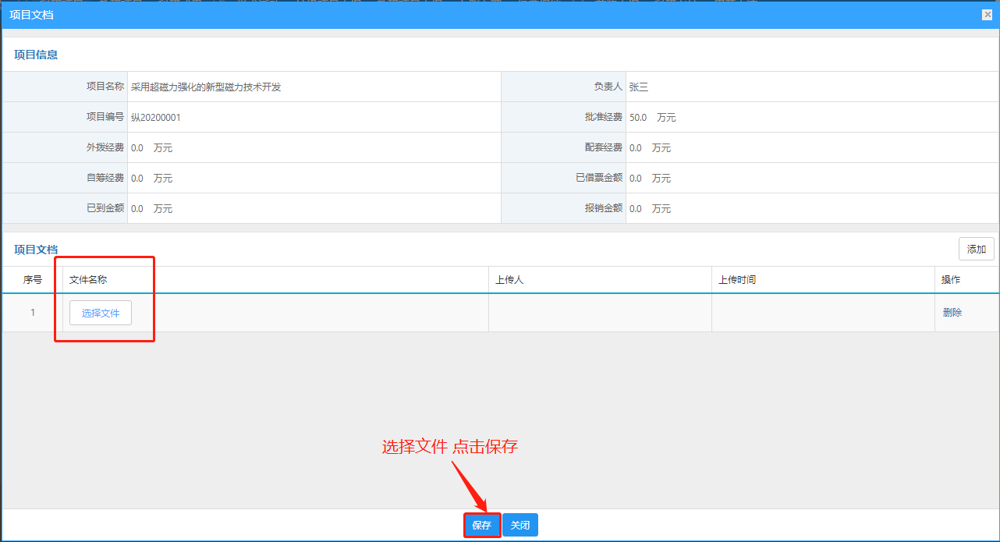 项目文档
项目信息
项目名称 采用超磁力强化的新型磁力技术开发 负责人 张三
项目编号 纵20200001 批准经费 50.0 万元
外拨经费 0.0 万元 配套经费 0.0 万元
自筹经费 0.0 万元 已借票金额 0.0 万元
已到金额 0.0 万元 报销金额 0.0 万元
项目文档 添加
序号 文件名称 上传人 上传时间 操作
1 选择文件 删除
选择文件 点击保存
保存 关闭